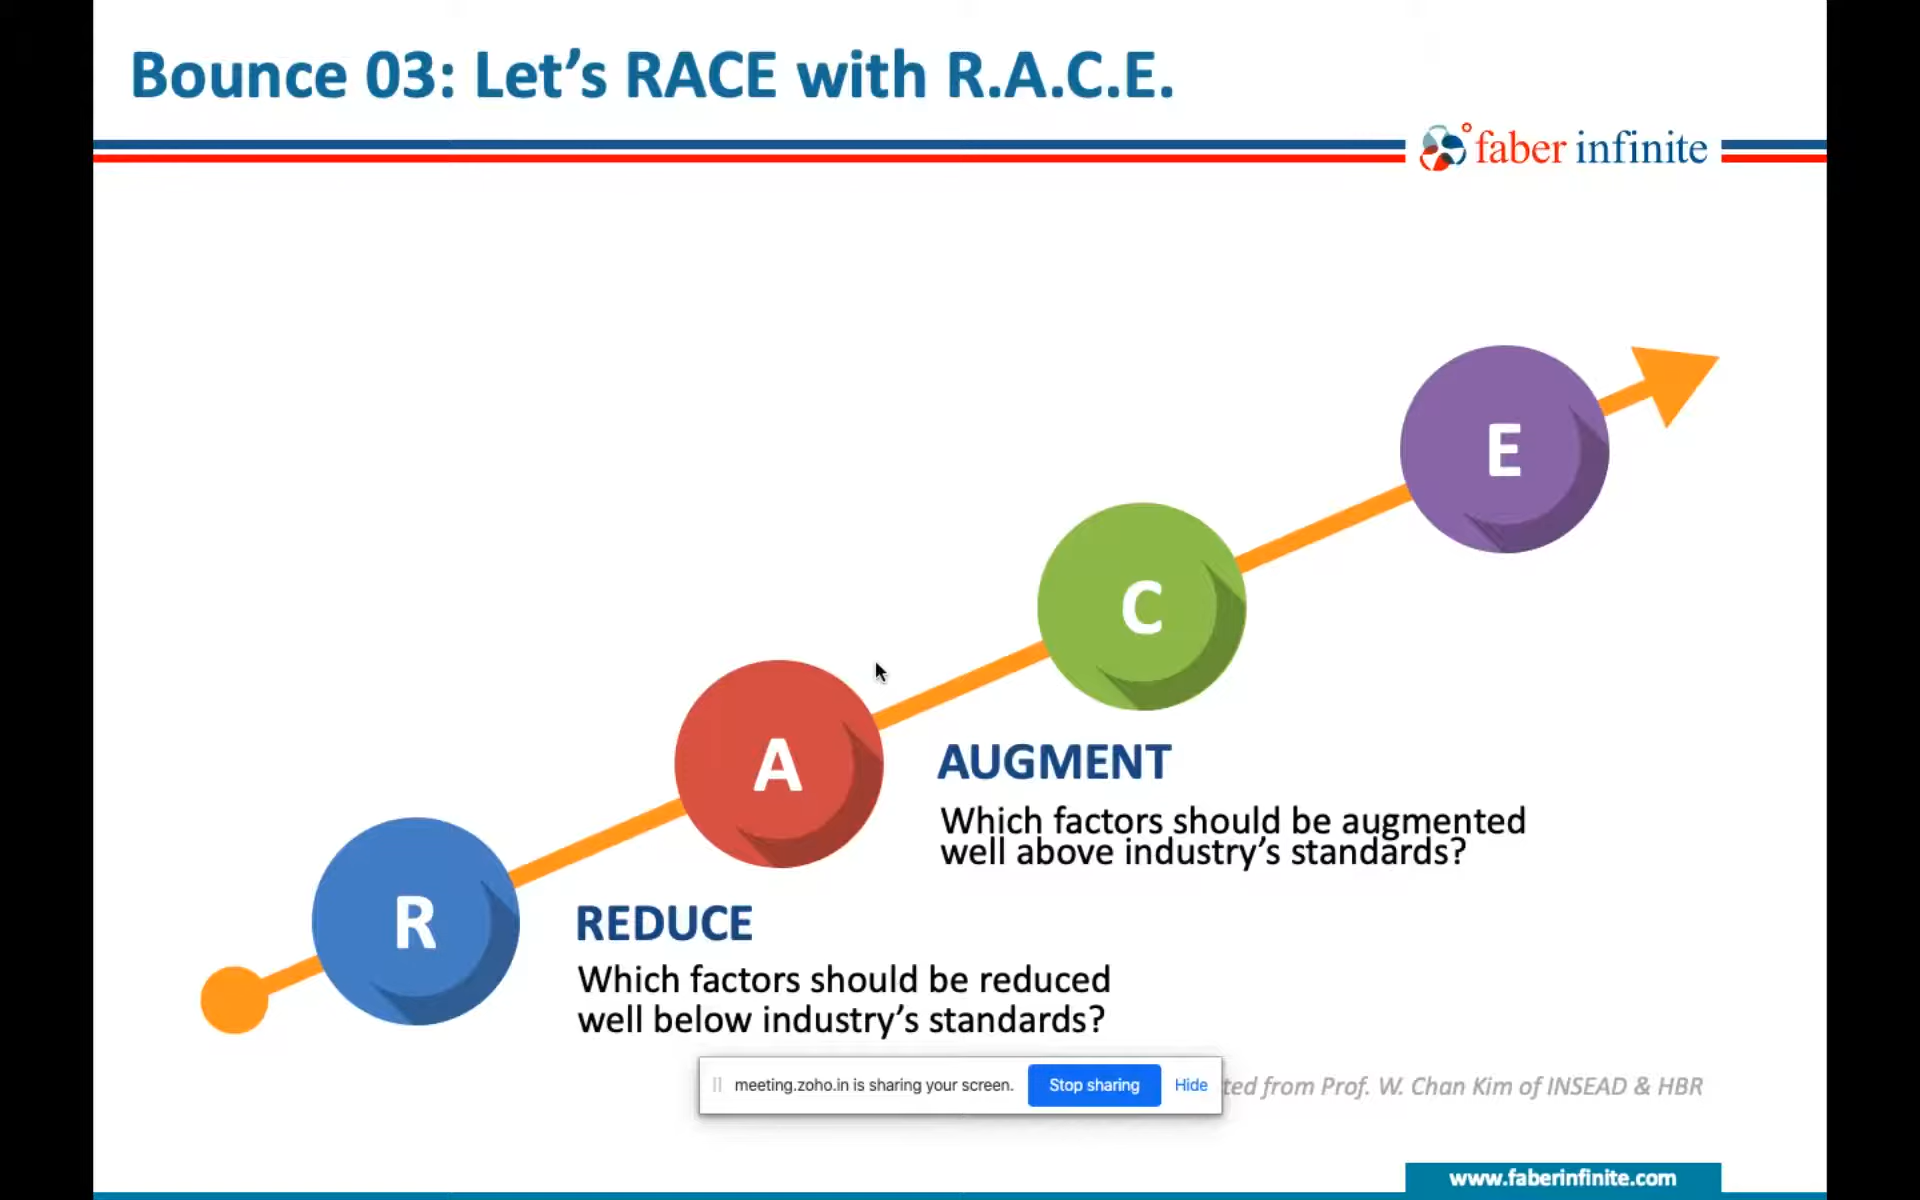 Bounce 03: Let’s RACE with R.A.C.E.
faber infinite
E
C
A
AUGMENT
Which factors should be augmented
well above industry’s standards?
R
REDUCE
Which factors should be reduced
well below industry’s standards?
meeting.zoho.in is sharing your screen. Stop sharing Hide
from Prof. W. Chan Kim of INSEAD & HBR
www.faberinfinite.com